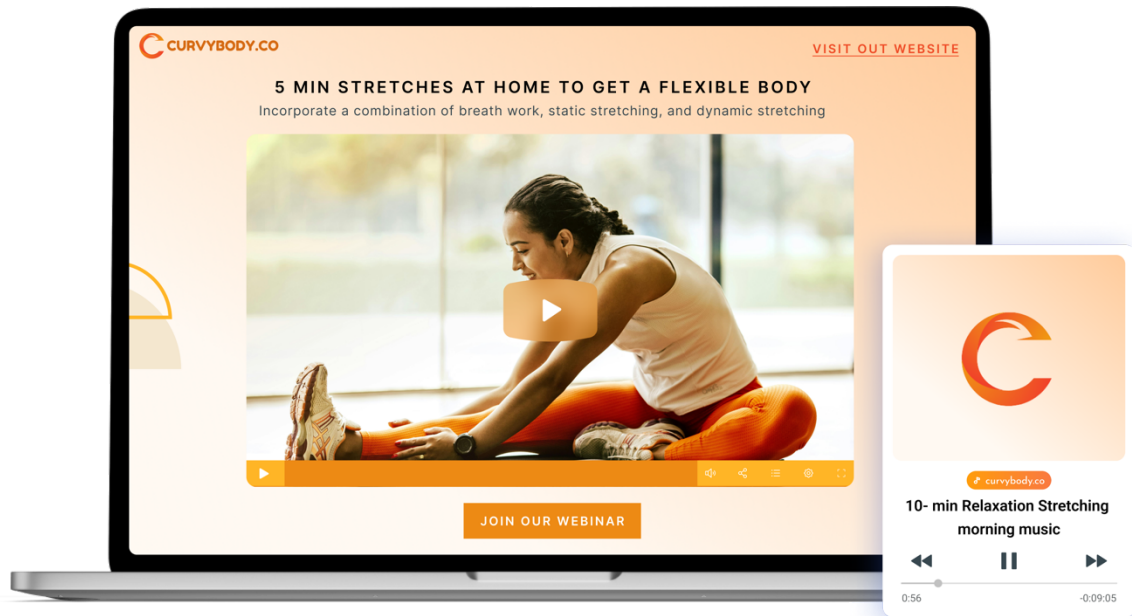 CURVYBODY.CO
VISIT OUT WEBSITE
5 MIN STRETCHES AT HOME TO GET A FLEXIBLE BODY
Incorporate a combination of breath work, static stretching, and dynamic stretching
JOIN OUR WEBINAR
curvybody.co
10- min Relaxation Stretching
morning music
0:56
-0:09:05